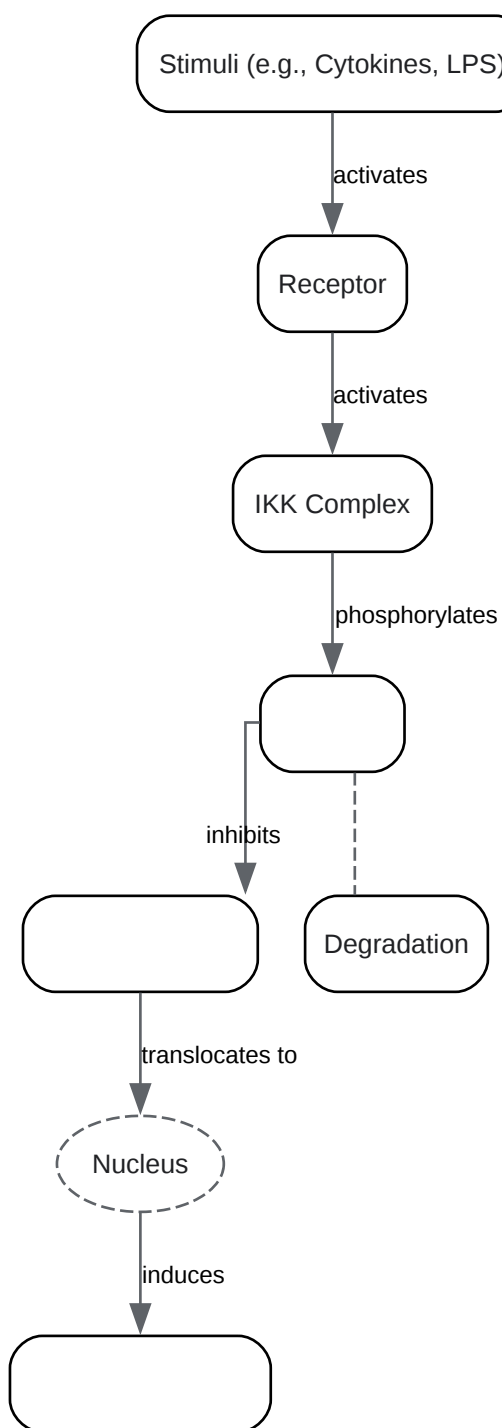 Stimuli (e.g., Cytokines, LPS)
activates
Receptor
activates
IKK Complex
phosphorylates
inhibits
Degradation
translocates to
Nucleus
induces